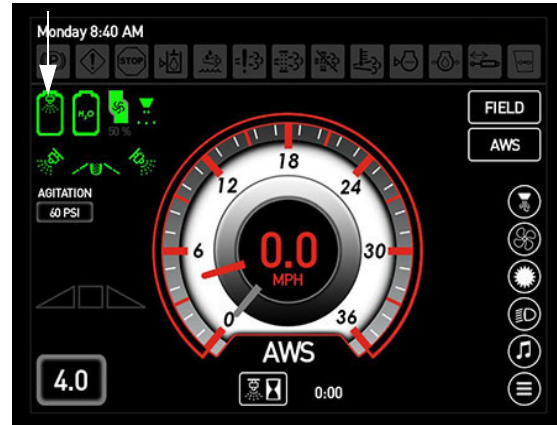 Monday 8:40 AM
(P)
STOP
H₂O
50 %
FIELD
AWS
AGITATION
60 PSI
0
6
12
18
24
30
36
0.0
MPH
AWS
4.0
0:00